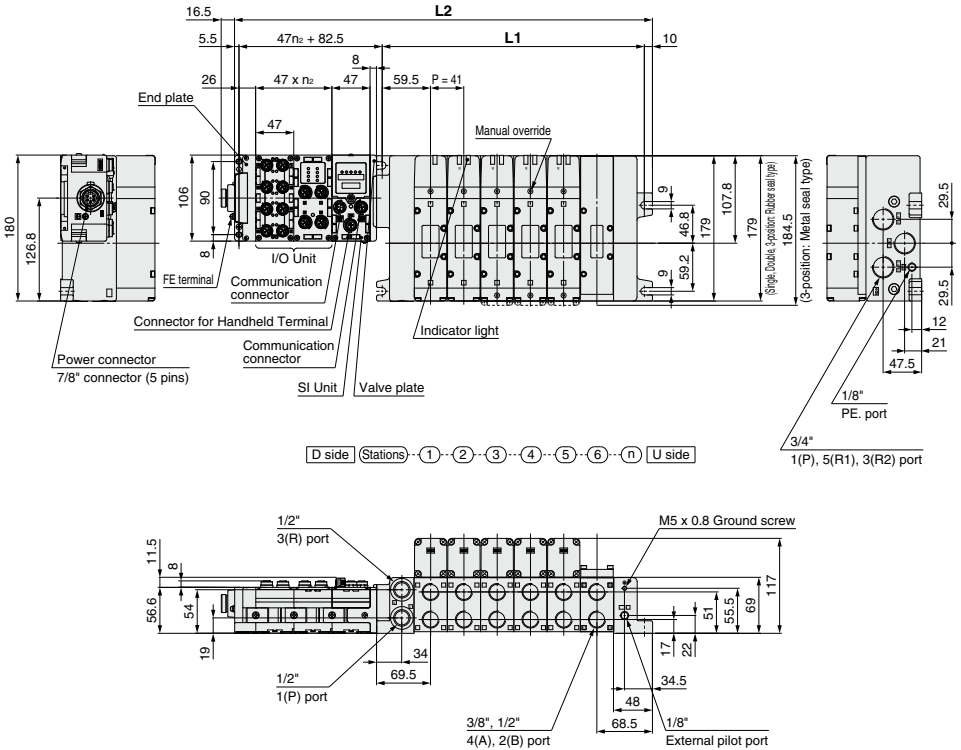 16.5
L2
5.5
47n2 + 82.5
L1
10
8
26
47 x n2
47
59.5
P = 41
End plate
47
Manual override
180
126.8
106
90
8
9
46.8
59.2
9
179
107.8
179
(Single, Double, 3-position: Rubber seal type)
184.5
(3-position: Metal seal type)
29.5
29.5
12
21
47.5
FE terminal
I/O Unit
Communication
connector
Connector for Handheld Terminal
Communication
connector
Indicator light
Power connector
7/8" connector (5 pins)
SI Unit
Valve plate
1/8"
PE. port
3/4"
1(P), 5(R1), 3(R2) port
D side Stations 1 2 3 4 5 6 n U side
1/2"
3(R) port
M5 x 0.8 Ground screw
11.5
8
56.6
54
19
51
55.5
69
117
17
22
34
69.5
34.5
48
68.5
1/2"
1(P) port
3/8", 1/2"
4(A), 2(B) port
1/8"
External pilot port